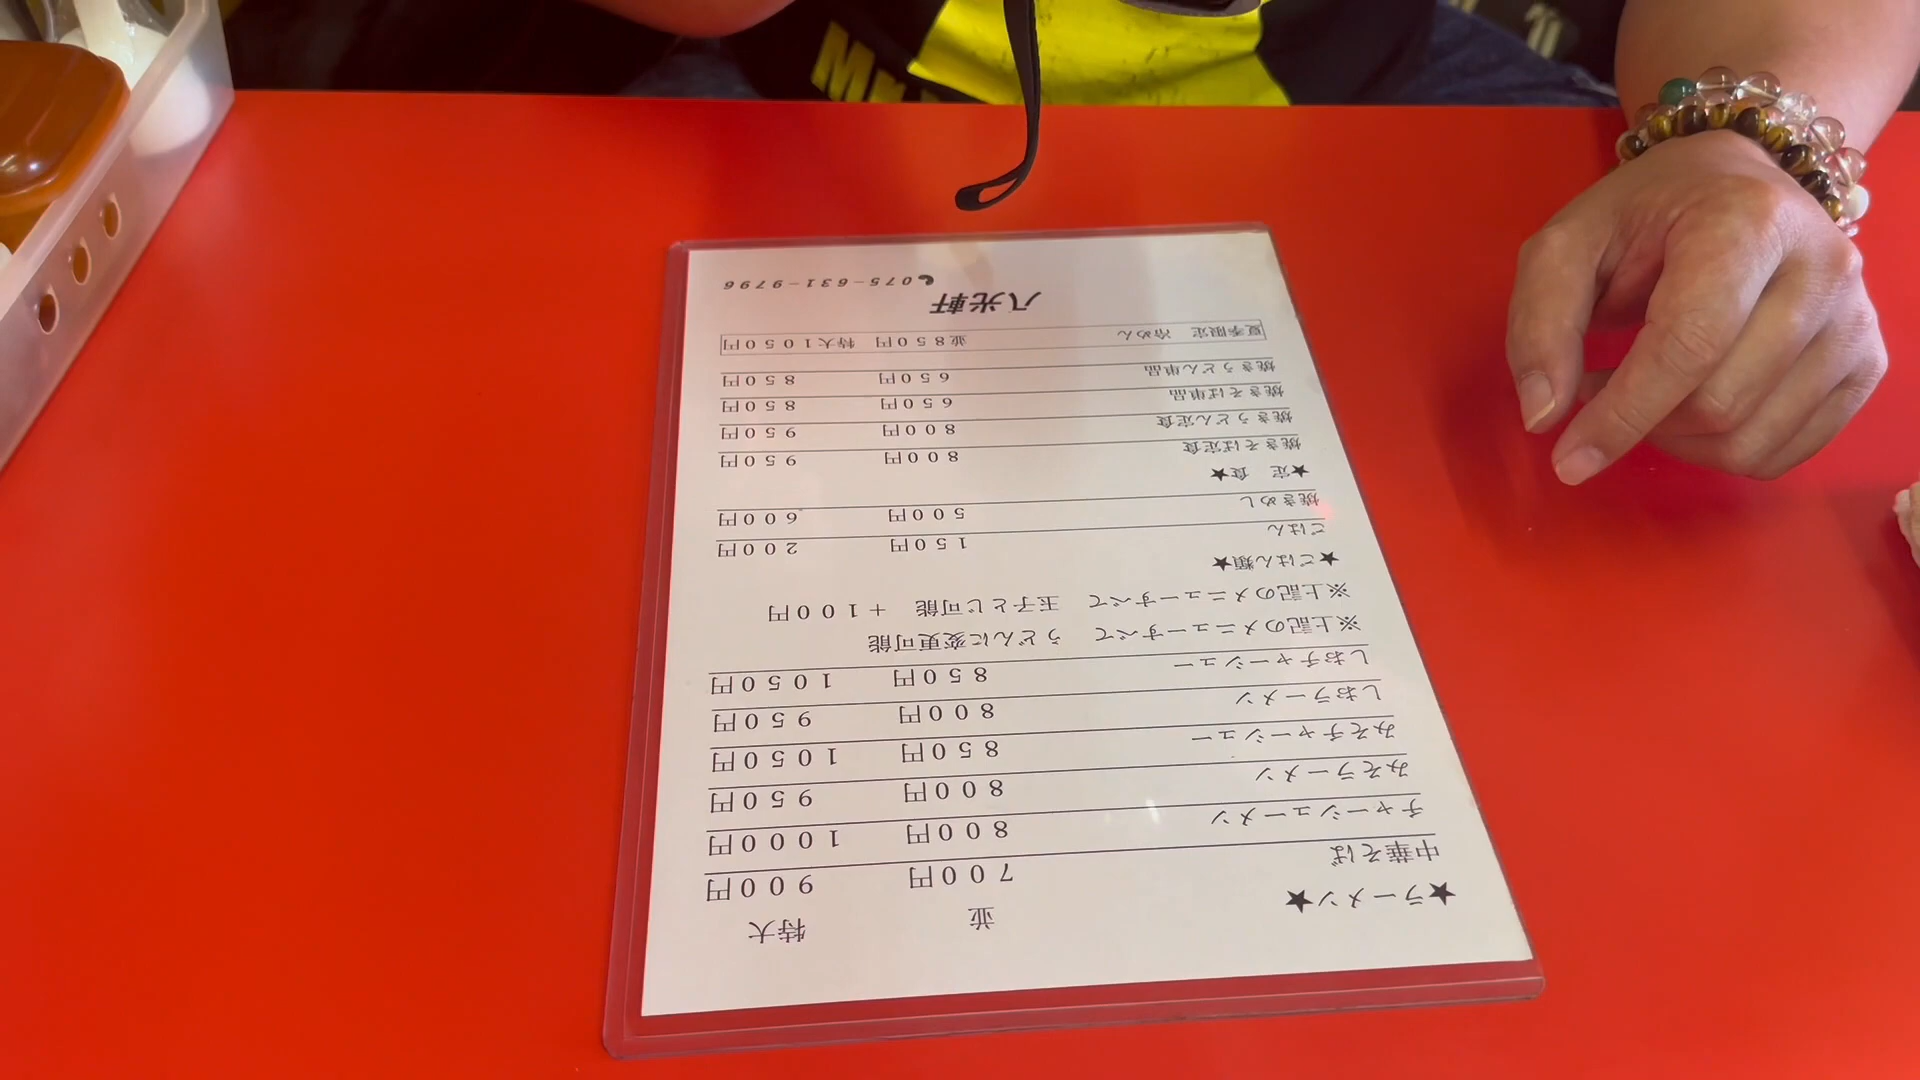 並 特大
★ラーメン★
中華そば 700円 900円
チャーシューメン 800円 1000円
みそラーメン 800円 950円
みそチャーシュー 850円 1050円
しおラーメン 800円 950円
しおチャーシュー 850円 1050円
※上記のメニューすべて うどんに変更可能
※上記のメニューすべて 玉子とじ可能 +100円
★ごはん類★
ごはん 150円 200円
焼きめし 500円 600円
★定 食★
焼きそば定食 800円 950円
焼きうどん定食 800円 950円
焼きそば単品 650円 850円
焼きうどん単品 650円 850円
夏季限定 冷めん 並850円 特大1050円
八光軒
075-631-9796